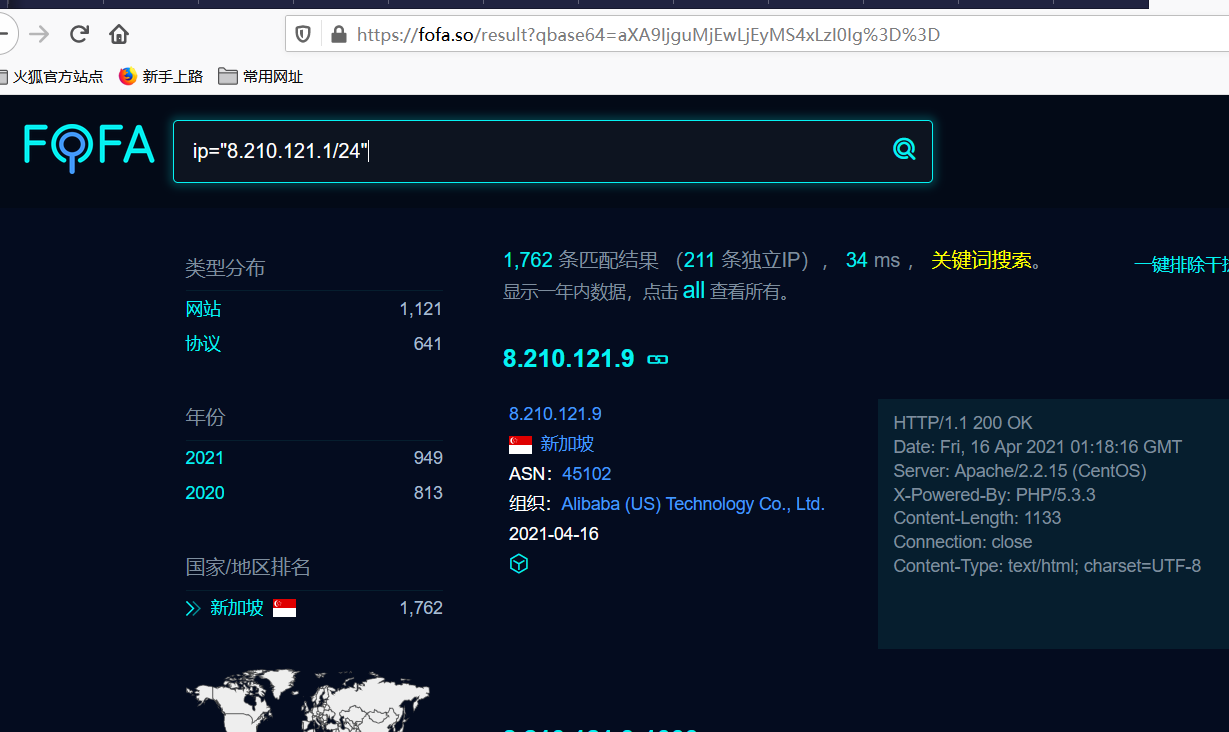 https://fofa.so/result?qbase64=aXA9IjguMjEwLjEyMS4xLzI0Ig%3D%3D
火狐官方站点 新手上路 常用网址
FOFA
ip="8.210.121.1/24"
类型分布
网站 1,121
协议 641
年份
2021 949
2020 813
国家/地区排名
新加坡 1,762
1,762 条匹配结果 （211 条独立IP），34 ms，关键词搜索。
一键排除干扰
显示一年内数据，点击 all 查看所有。
8.210.121.9
8.210.121.9
新加坡
ASN： 45102
组织： Alibaba (US) Technology Co., Ltd.
2021-04-16
HTTP/1.1 200 OK
Date: Fri, 16 Apr 2021 01:18:16 GMT
Server: Apache/2.2.15 (CentOS)
X-Powered-By: PHP/5.3.3
Content-Length: 1133
Connection: close
Content-Type: text/html; charset=UTF-8